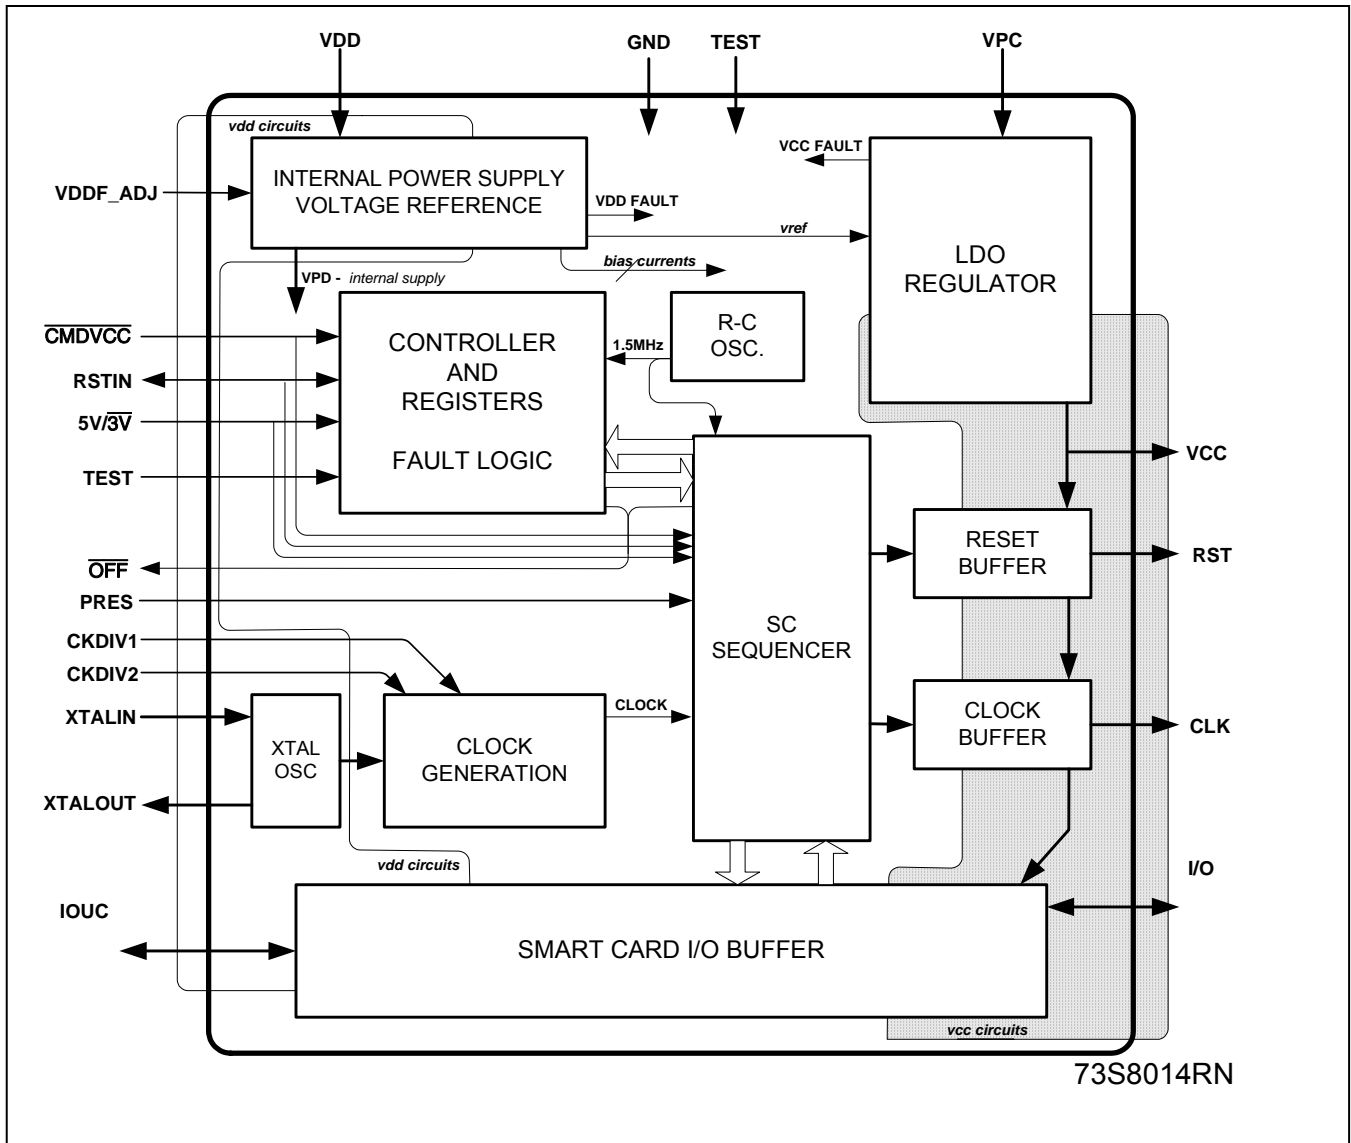 VDD
GND
TEST
VPC
vdd circuits
VCC FAULT
VDDF_ADJ
INTERNAL POWER SUPPLY
VOLTAGE REFERENCE
VDD FAULT
vref
LDO
REGULATOR
bias currents
VPD - internal supply
CMDVCC
RSTIN
5V/3V
TEST
CONTROLLER
AND
REGISTERS
FAULT LOGIC
1.5MHz
R-C
OSC.
VCC
RESET
BUFFER
RST
OFF
PRES
SC
SEQUENCER
CKDIV1
CKDIV2
XTALIN
XTAL
OSC
CLOCK
GENERATION
CLOCK
CLOCK
BUFFER
CLK
XTALOUT
vdd circuits
I/O
IOUC
SMART CARD I/O BUFFER
vcc circuits
73S8014RN